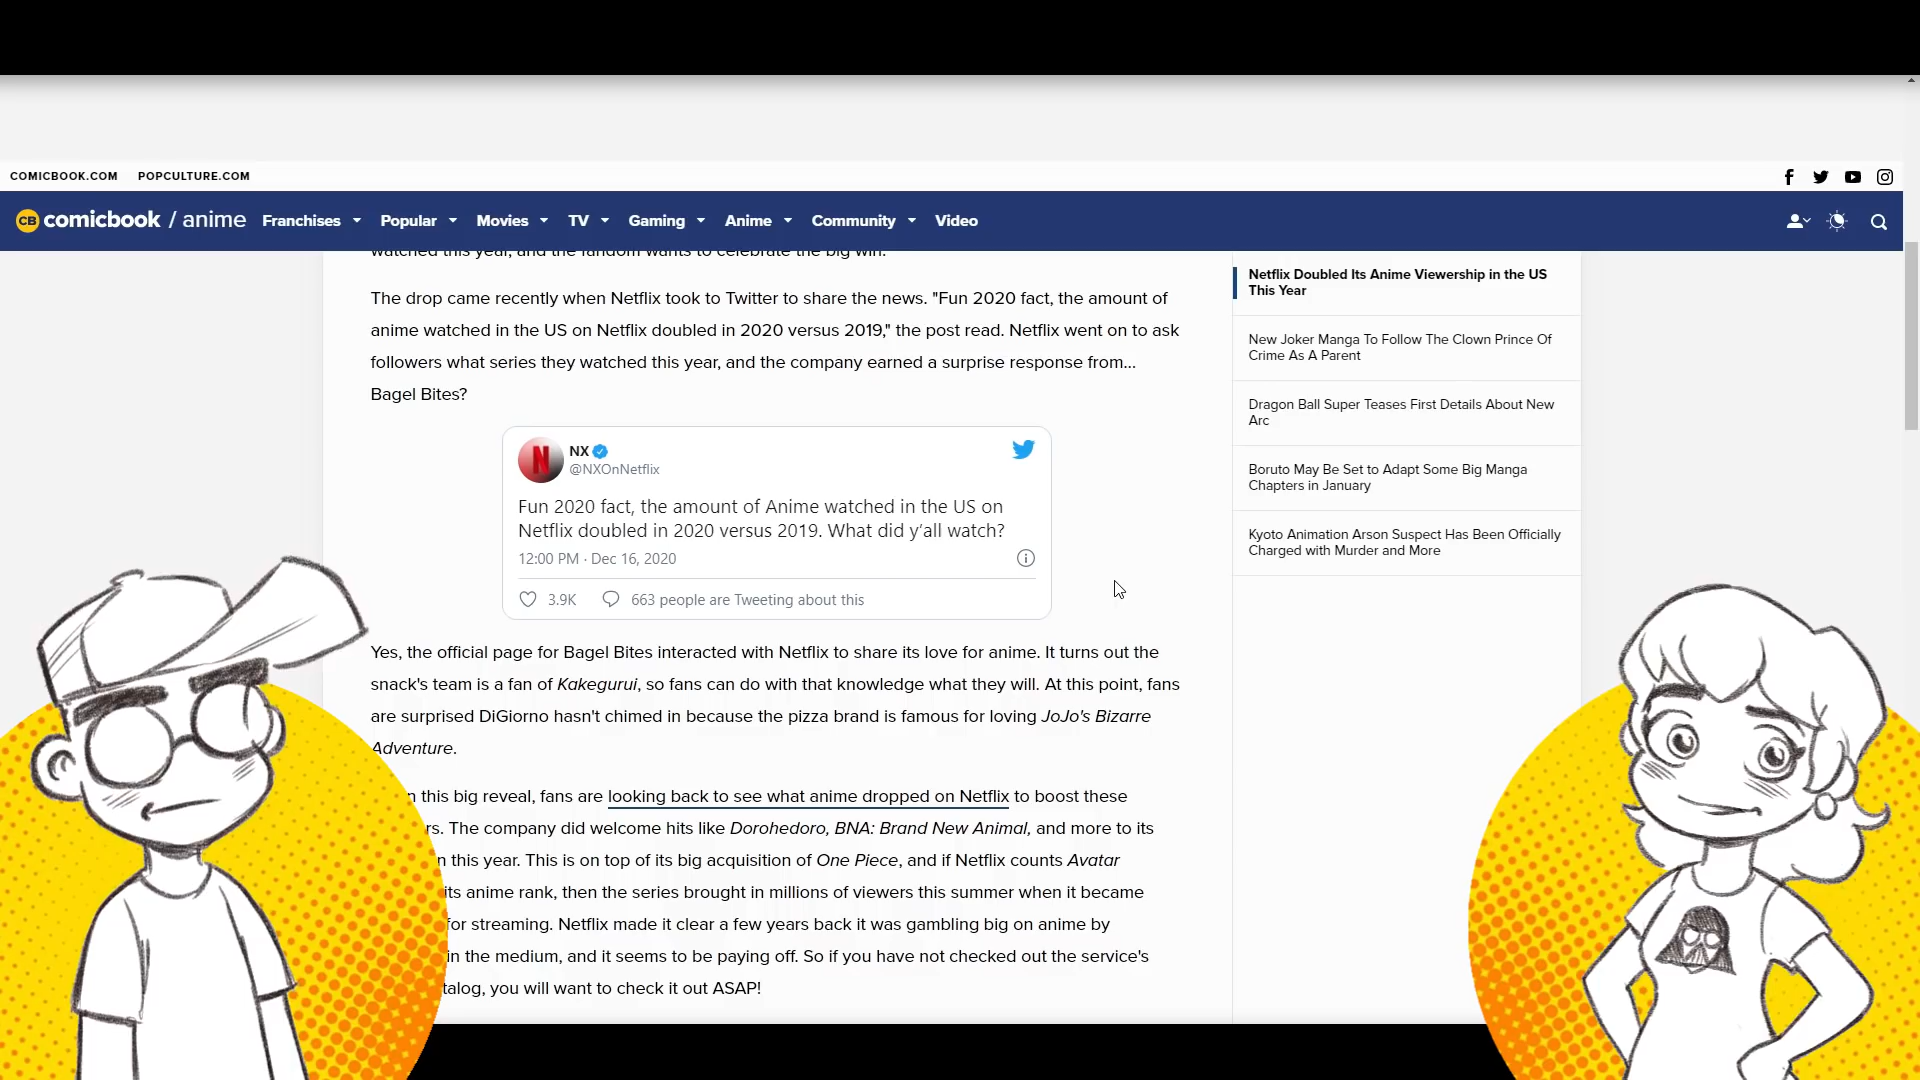 COMICBOOK.COM POPCULTURE.COM
CB comicbook / anime Franchises Popular Movies TV Gaming Anime Community Video
watched this year, and the fandom wants to celebrate the big win.
The drop came recently when Netflix took to Twitter to share the news. "Fun 2020 fact, the amount of
anime watched in the US on Netflix doubled in 2020 versus 2019," the post read. Netflix went on to ask
followers what series they watched this year, and the company earned a surprise response from...
Bagel Bites?
NX
@NXOnNetflix
Fun 2020 fact, the amount of Anime watched in the US on
Netflix doubled in 2020 versus 2019. What did y'all watch?
12:00 PM · Dec 16, 2020
3.9K 663 people are Tweeting about this
Yes, the official page for Bagel Bites interacted with Netflix to share its love for anime. It turns out the
snack's team is a fan of Kakegurui, so fans can do with that knowledge what they will. At this point, fans
are surprised DiGiorno hasn't chimed in because the pizza brand is famous for loving JoJo's Bizarre
Adventure.
this big reveal, fans are looking back to see what anime dropped on Netflix to boost these
The company did welcome hits like Dorohedoro, BNA: Brand New Animal, and more to its
this year. This is on top of its big acquisition of One Piece, and if Netflix counts Avatar
its anime rank, then the series brought in millions of viewers this summer when it became
for streaming. Netflix made it clear a few years back it was gambling big on anime by
in the medium, and it seems to be paying off. So if you have not checked out the service's
you will want to check it out ASAP!
Netflix Doubled Its Anime Viewership in the US
This Year
New Joker Manga To Follow The Clown Prince Of
Crime As A Parent
Dragon Ball Super Teases First Details About New
Arc
Boruto May Be Set to Adapt Some Big Manga
Chapters in January
Kyoto Animation Arson Suspect Has Been Officially
Charged with Murder and More